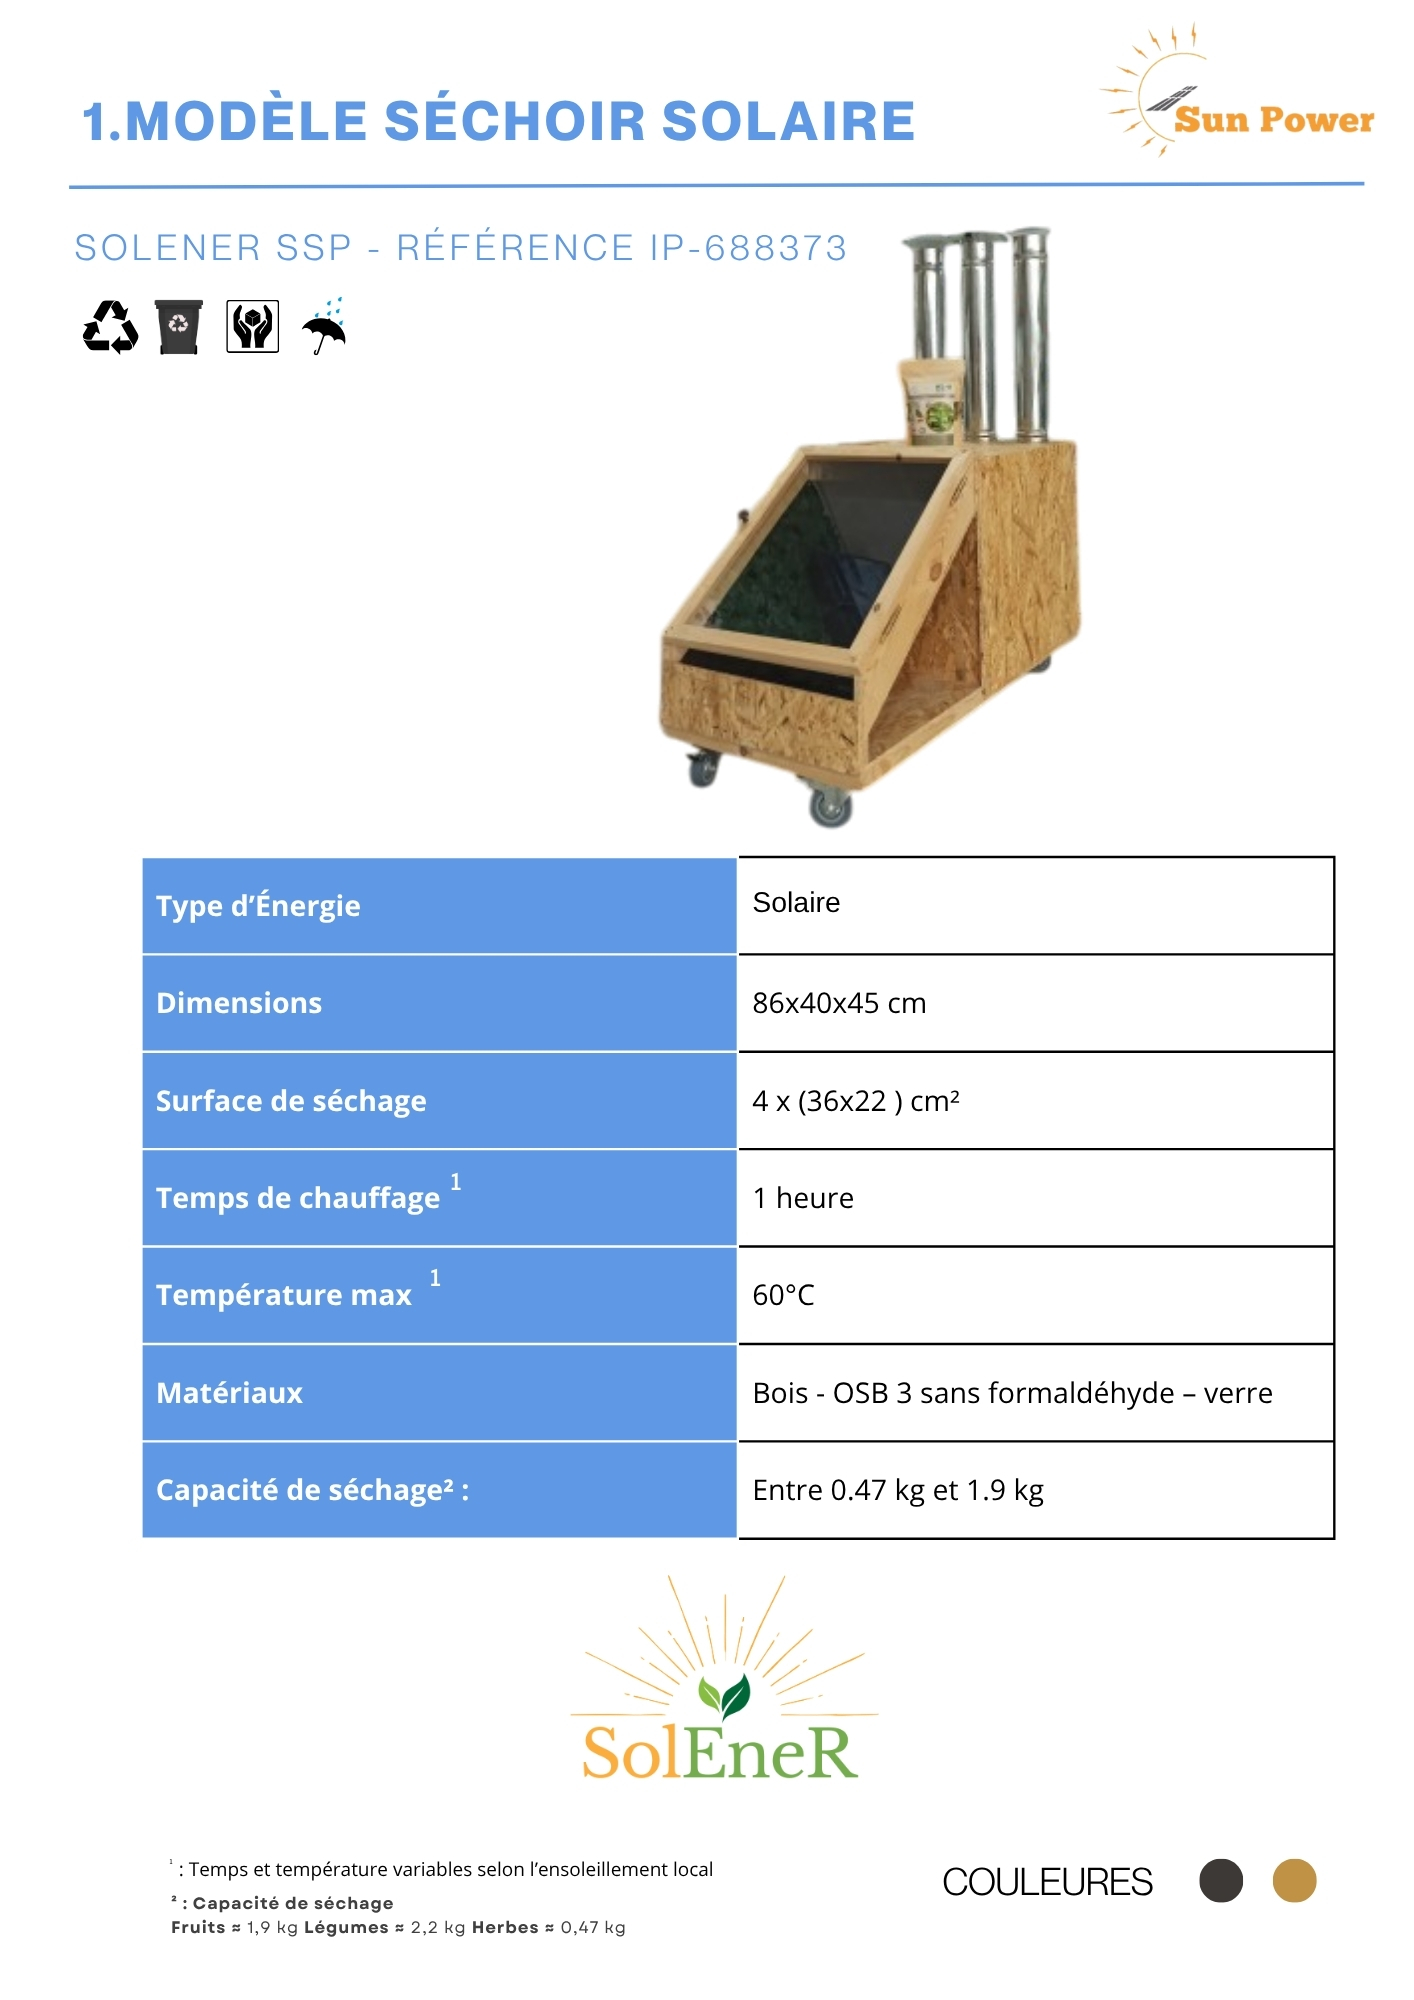 1.MODÈLE SÉCHOIR SOLAIRE
Sun Power
SOLENER SSP - RÉFÉRENCE IP-688373
Type d’Énergie Solaire
Dimensions 86x40x45 cm
Surface de séchage 4 x (36x22 ) cm²
Temps de chauffage ¹ 1 heure
Température max ¹ 60°C
Matériaux Bois - OSB 3 sans formaldéhyde – verre
Capacité de séchage² : Entre 0.47 kg et 1.9 kg
SolEneR
¹ : Temps et température variables selon l’ensoleillement local
² : Capacité de séchage
Fruits ≈ 1,9 kg Légumes ≈ 2,2 kg Herbes ≈ 0,47 kg
COULEURES